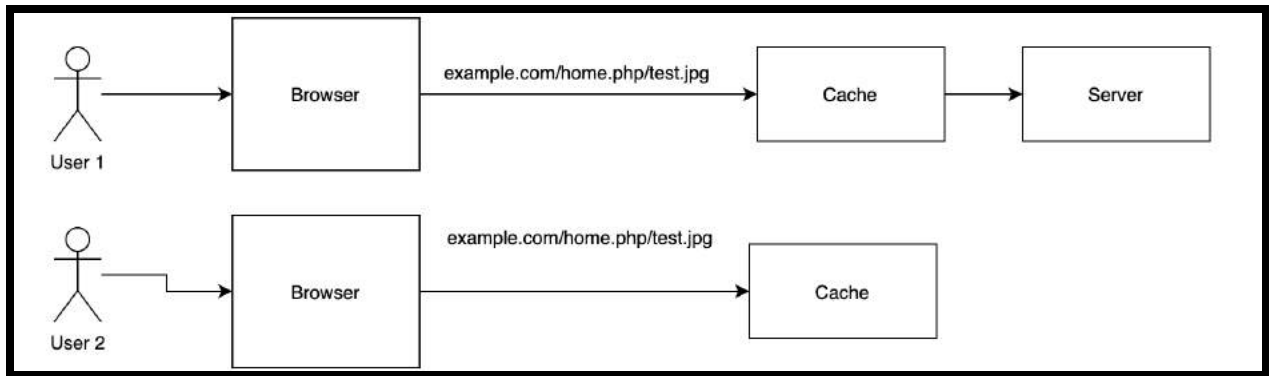 example.com/home.php/test.jpg
Browser
Cache
Server
User 1
example.com/home.php/test.jpg
Browser
Cache
User 2